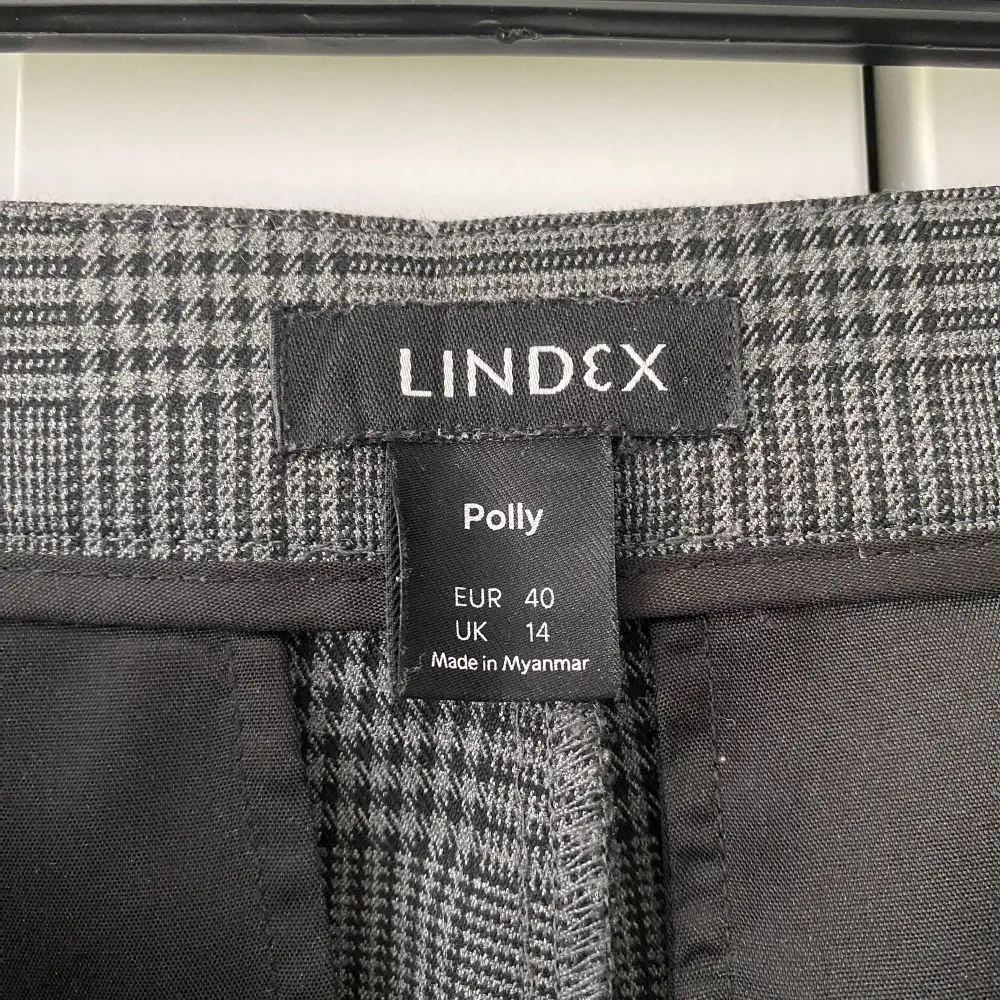 LINDEX
Polly
EUR 40
UK 14
Made in Myanmar